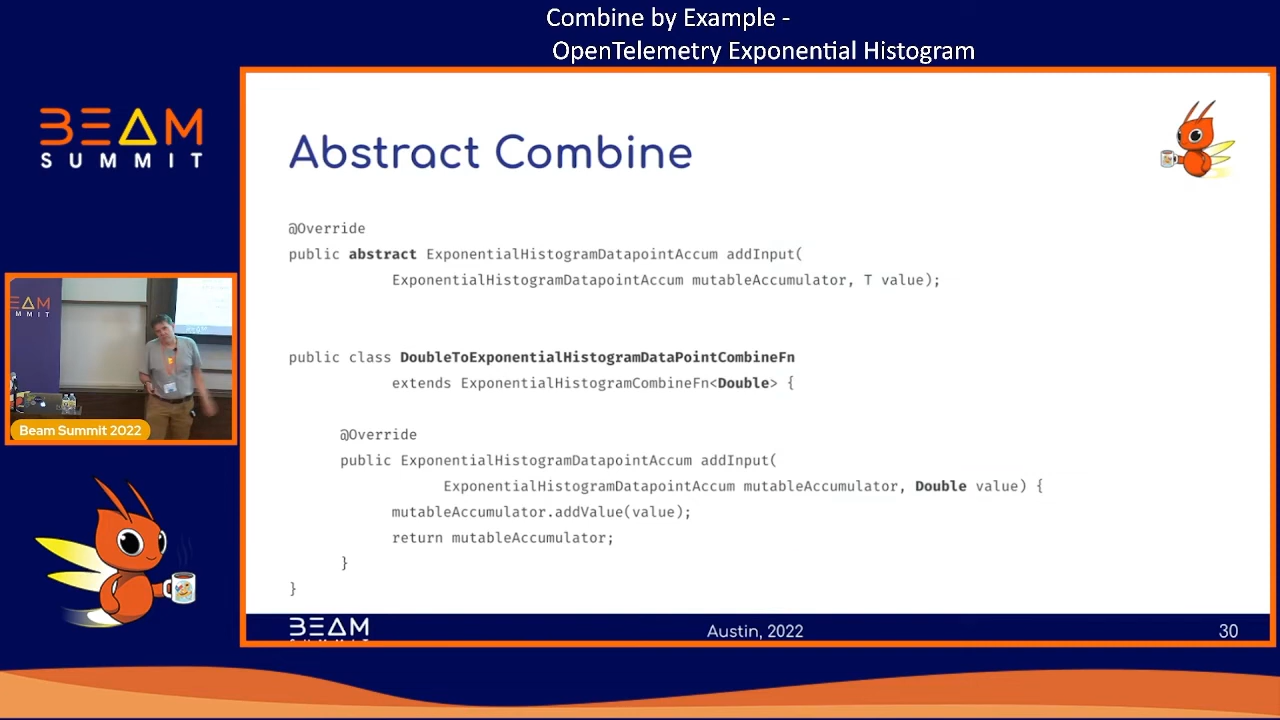 Combine by Example -
OpenTelemetry Exponential Histogram
BEAM
SUMMIT
Abstract Combine
@Override
public abstract ExponentialHistogramDatapointAccum addInput(
ExponentialHistogramDatapointAccum mutableAccumulator, T value);
public class DoubleToExponentialHistogramDataPointCombineFn
extends ExponentialHistogramCombineFn<Double> {
@Override
public ExponentialHistogramDatapointAccum addInput(
ExponentialHistogramDatapointAccum mutableAccumulator, Double value) {
mutableAccumulator.addValue(value);
return mutableAccumulator;
}
}
EAM
MMIT
Beam Summit 2022
BEAM
Austin, 2022
30